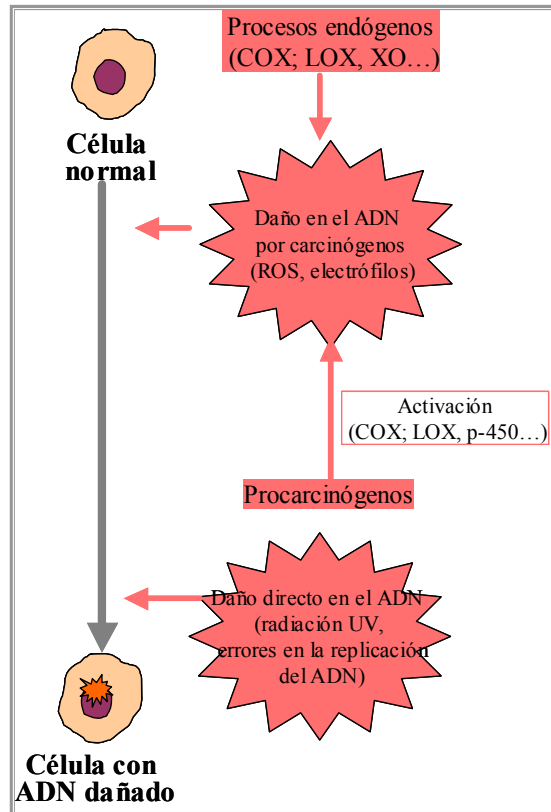 Procesos endógenos
(COX; LOX, XO…)
Célula
normal
Daño en el ADN
por carcinógenos
(ROS, electrófilos)
Activación
(COX; LOX, p-450…)
Procarcinógenos
Daño directo en el ADN
(radiación UV,
errores en la replicación
del ADN)
Célula con
ADN dañado